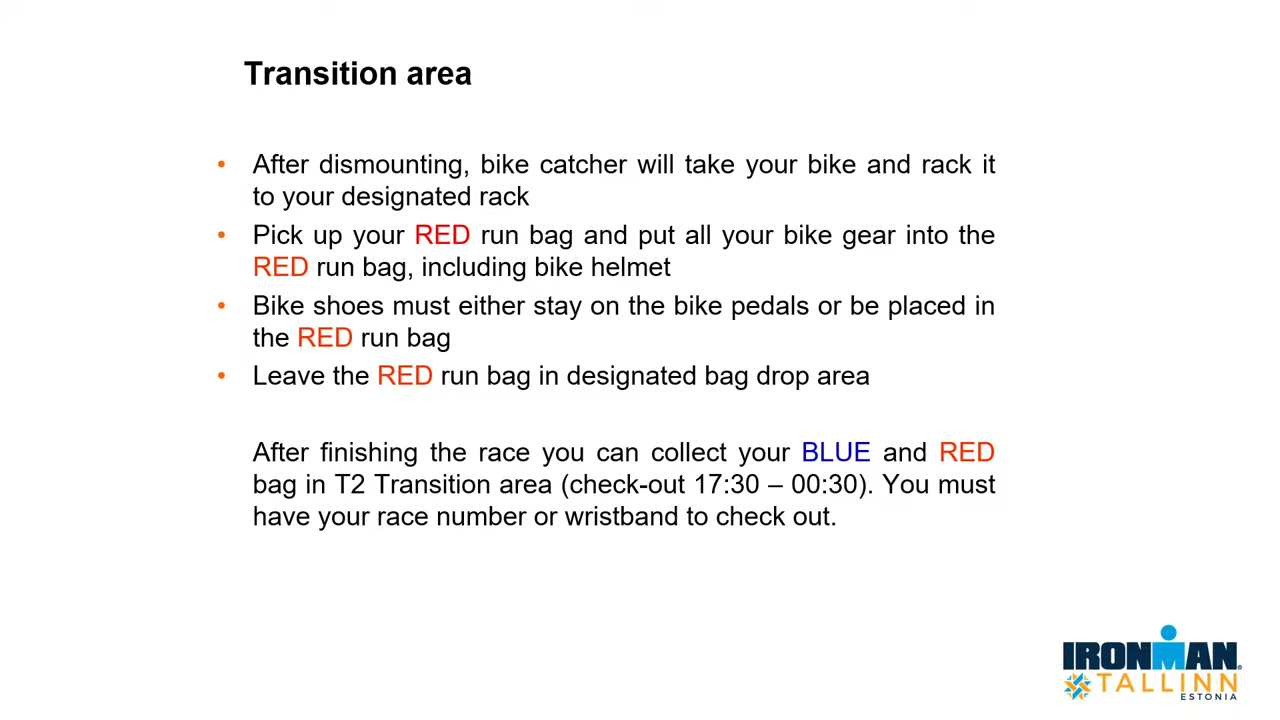 Transition area
• After dismounting, bike catcher will take your bike and rack it
to your designated rack
• Pick up your RED run bag and put all your bike gear into the
RED run bag, including bike helmet
• Bike shoes must either stay on the bike pedals or be placed in
the RED run bag
• Leave the RED run bag in designated bag drop area
After finishing the race you can collect your BLUE and RED
bag in T2 Transition area (check-out 17:30 – 00:30). You must
have your race number or wristband to check out.
IRONMAN®
TALLINN
ESTONIA